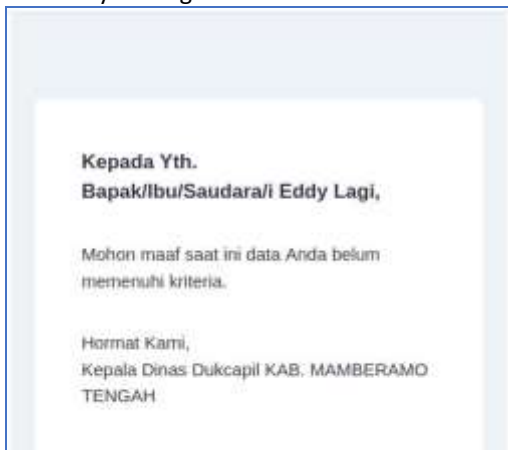 Kepada Yth.
Bapak/Ibu/Saudara/i Eddy Lagi,
Mohon maaf saat ini data Anda belum
memenuhi kriteria.
Hormat Kami,
Kepala Dinas Dukcapil KAB. MAMBERAMO
TENGAH